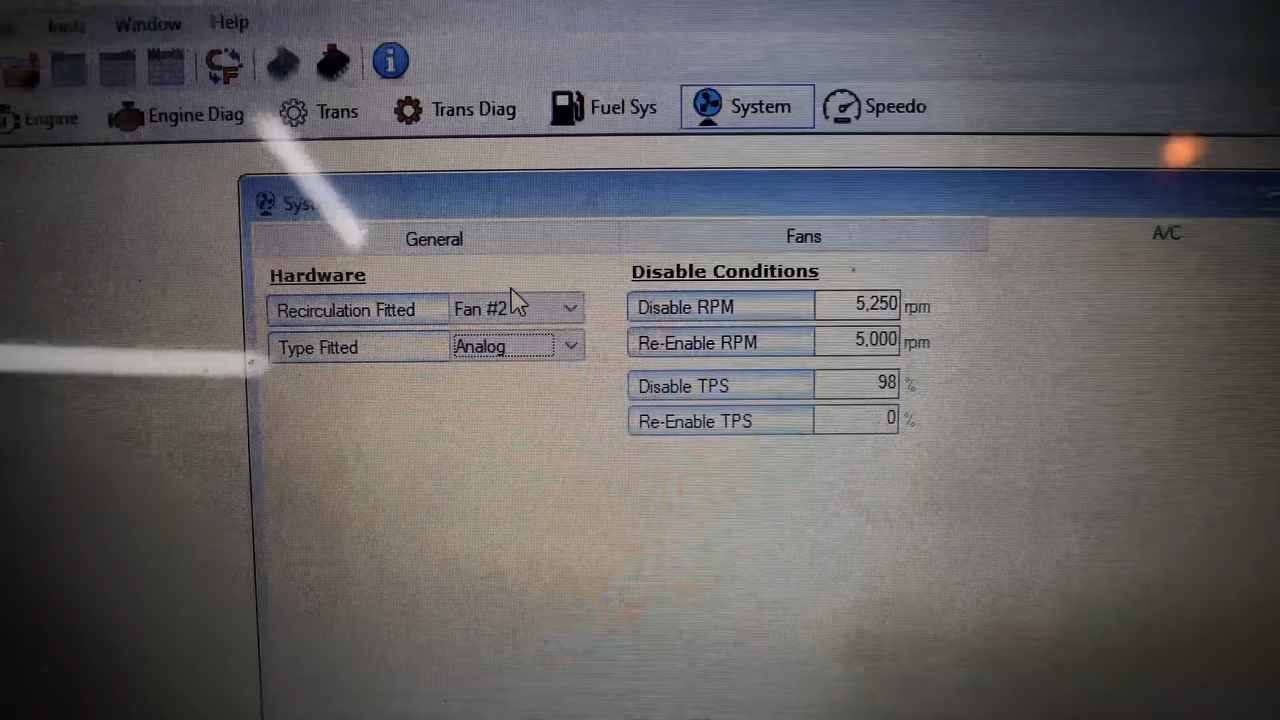 Tools Window Help
Engine Engine Diag Trans Trans Diag Fuel Sys System Speedo
General Fans A/C
Hardware Disable Conditions
Recirculation Fitted Fan #2 Disable RPM 5,250 rpm
Type Fitted Analog Re-Enable RPM 5,000 rpm
Disable TPS 98 %
Re-Enable TPS 0 %